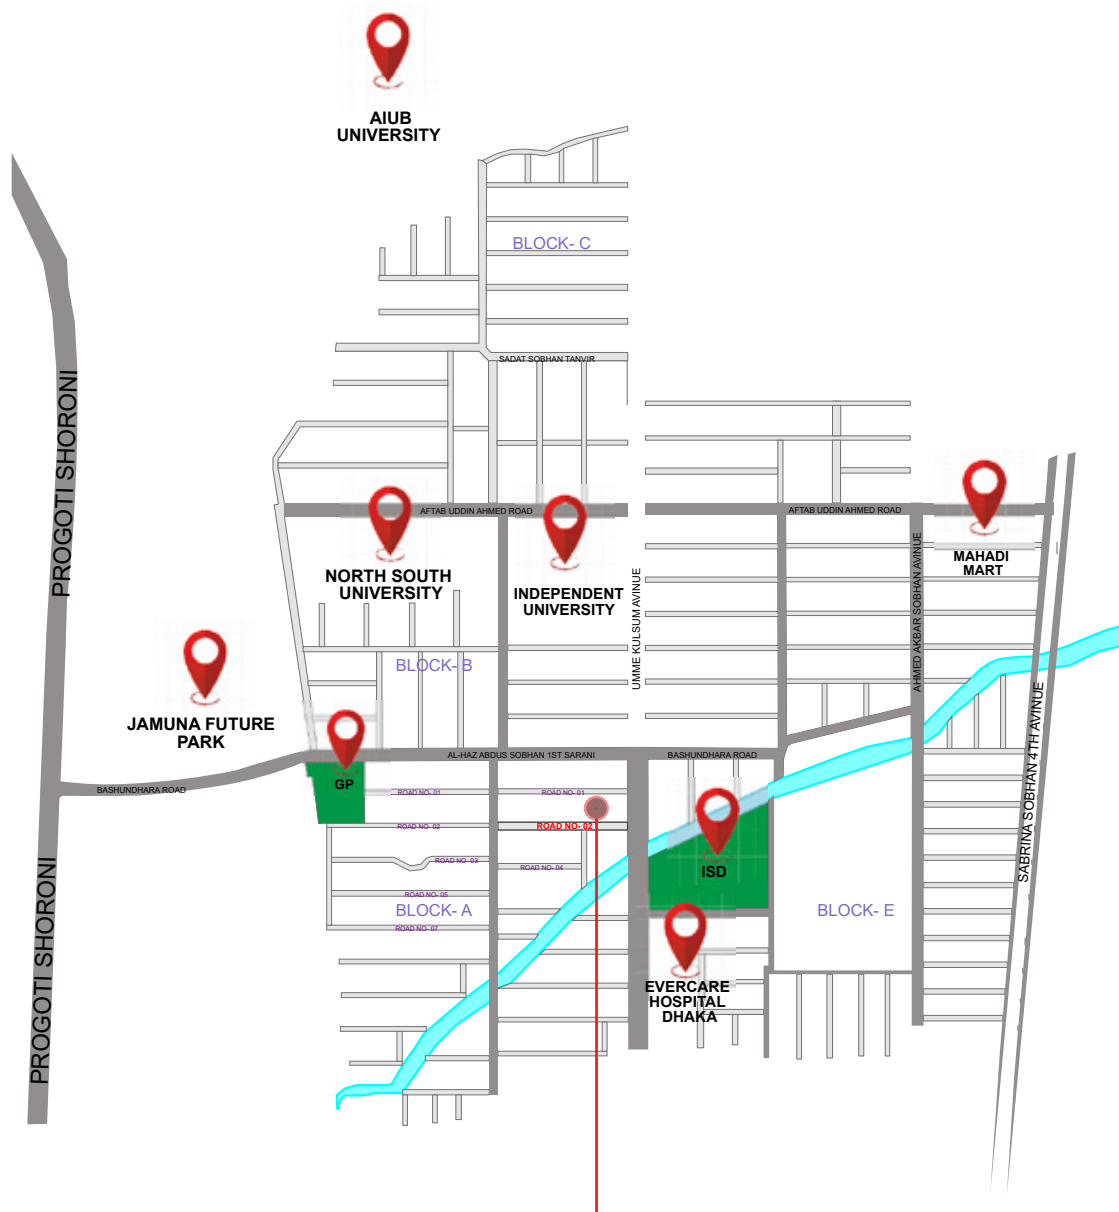 AIUB
UNIVERSITY
BLOCK- C
SADAT SOBHAN TANVIR
PROGOTI SHORONI
AFTAB UDDIN AHMED ROAD
AFTAB UDDIN AHMED ROAD
MAHADI
MART
NORTH SOUTH
UNIVERSITY
INDEPENDENT
UNIVERSITY
UMME KULSUM AVINUE
AHMED AKBAR SOBHAN AVINUE
BLOCK- B
JAMUNA FUTURE
PARK
SABRINA SOBHAN 4TH AVINUE
AL-HAZ ABDUS SOBHAN 1ST SARANI
BASHUNDHARA ROAD
GP
BASHUNDHARA ROAD
ROAD NO- 01
ROAD NO- 01
ROAD NO- 02
ROAD NO- 02
ROAD NO- 03
ROAD NO- 04
ISD
ROAD NO- 05
BLOCK- A
BLOCK- E
ROAD NO- 07
PROGOTI SHORONI
EVERCARE
HOSPITAL
DHAKA